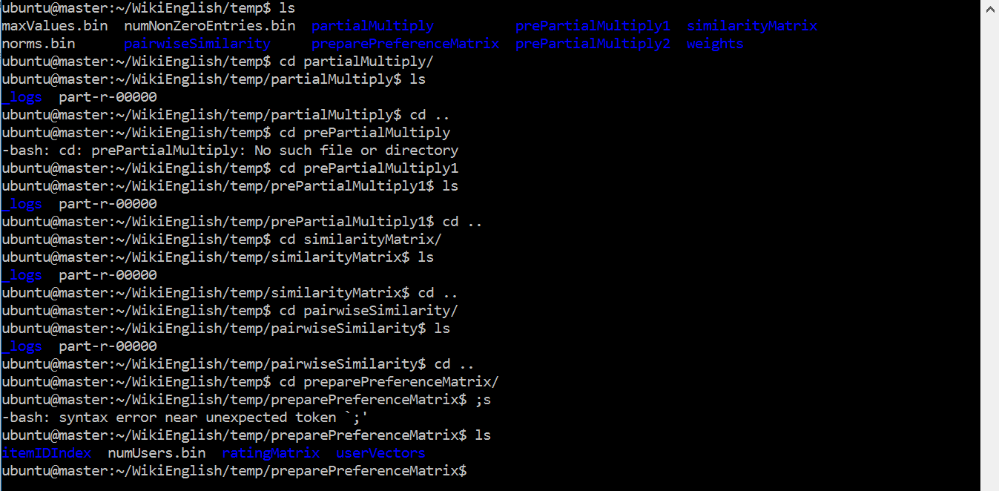 ubuntu@master:~/WikiEnglish/temp$ ls
maxValues.bin  numNonZeroEntries.bin  partialMultiply          prePartialMultiply1  similarityMatrix
norms.bin      pairwiseSimilarity     preparePreferenceMatrix  prePartialMultiply2  weights
ubuntu@master:~/WikiEnglish/temp$ cd partialMultiply/
ubuntu@master:~/WikiEnglish/temp/partialMultiply$ ls
_logs  part-r-00000
ubuntu@master:~/WikiEnglish/temp/partialMultiply$ cd ..
ubuntu@master:~/WikiEnglish/temp$ cd prePartialMultiply
-bash: cd: prePartialMultiply: No such file or directory
ubuntu@master:~/WikiEnglish/temp$ cd prePartialMultiply1
ubuntu@master:~/WikiEnglish/temp/prePartialMultiply1$ ls
_logs  part-r-00000
ubuntu@master:~/WikiEnglish/temp/prePartialMultiply1$ cd ..
ubuntu@master:~/WikiEnglish/temp$ cd similarityMatrix/
ubuntu@master:~/WikiEnglish/temp/similarityMatrix$ ls
_logs  part-r-00000
ubuntu@master:~/WikiEnglish/temp/similarityMatrix$ cd ..
ubuntu@master:~/WikiEnglish/temp$ cd pairwiseSimilarity/
ubuntu@master:~/WikiEnglish/temp/pairwiseSimilarity$ ls
_logs  part-r-00000
ubuntu@master:~/WikiEnglish/temp/pairwiseSimilarity$ cd ..
ubuntu@master:~/WikiEnglish/temp$ cd preparePreferenceMatrix/
ubuntu@master:~/WikiEnglish/temp/preparePreferenceMatrix$ ;s
-bash: syntax error near unexpected token `;'
ubuntu@master:~/WikiEnglish/temp/preparePreferenceMatrix$ ls
itemIDIndex  numUsers.bin  ratingMatrix  userVectors
ubuntu@master:~/WikiEnglish/temp/preparePreferenceMatrix$